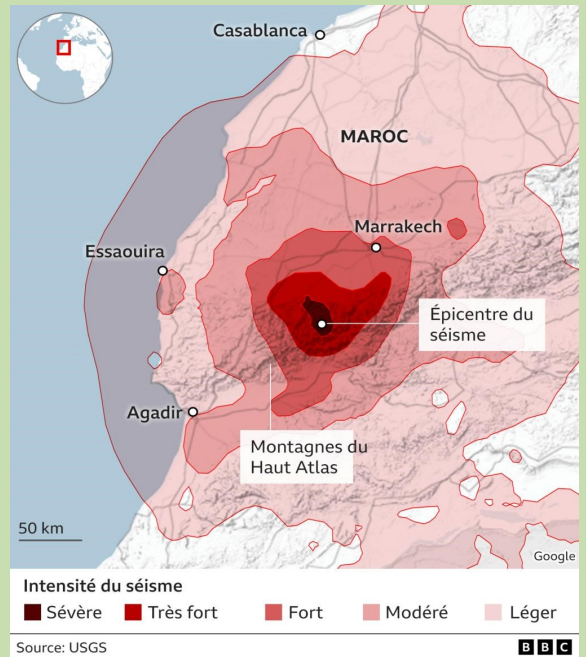 Casablanca
MAROC
Marrakech
Essaouira
Épicentre du
séisme
Agadir
Montagnes du
Haut Atlas
50 km
Google
Intensité du séisme
Sévère Très fort Fort Modéré Léger
Source: USGS
BBC